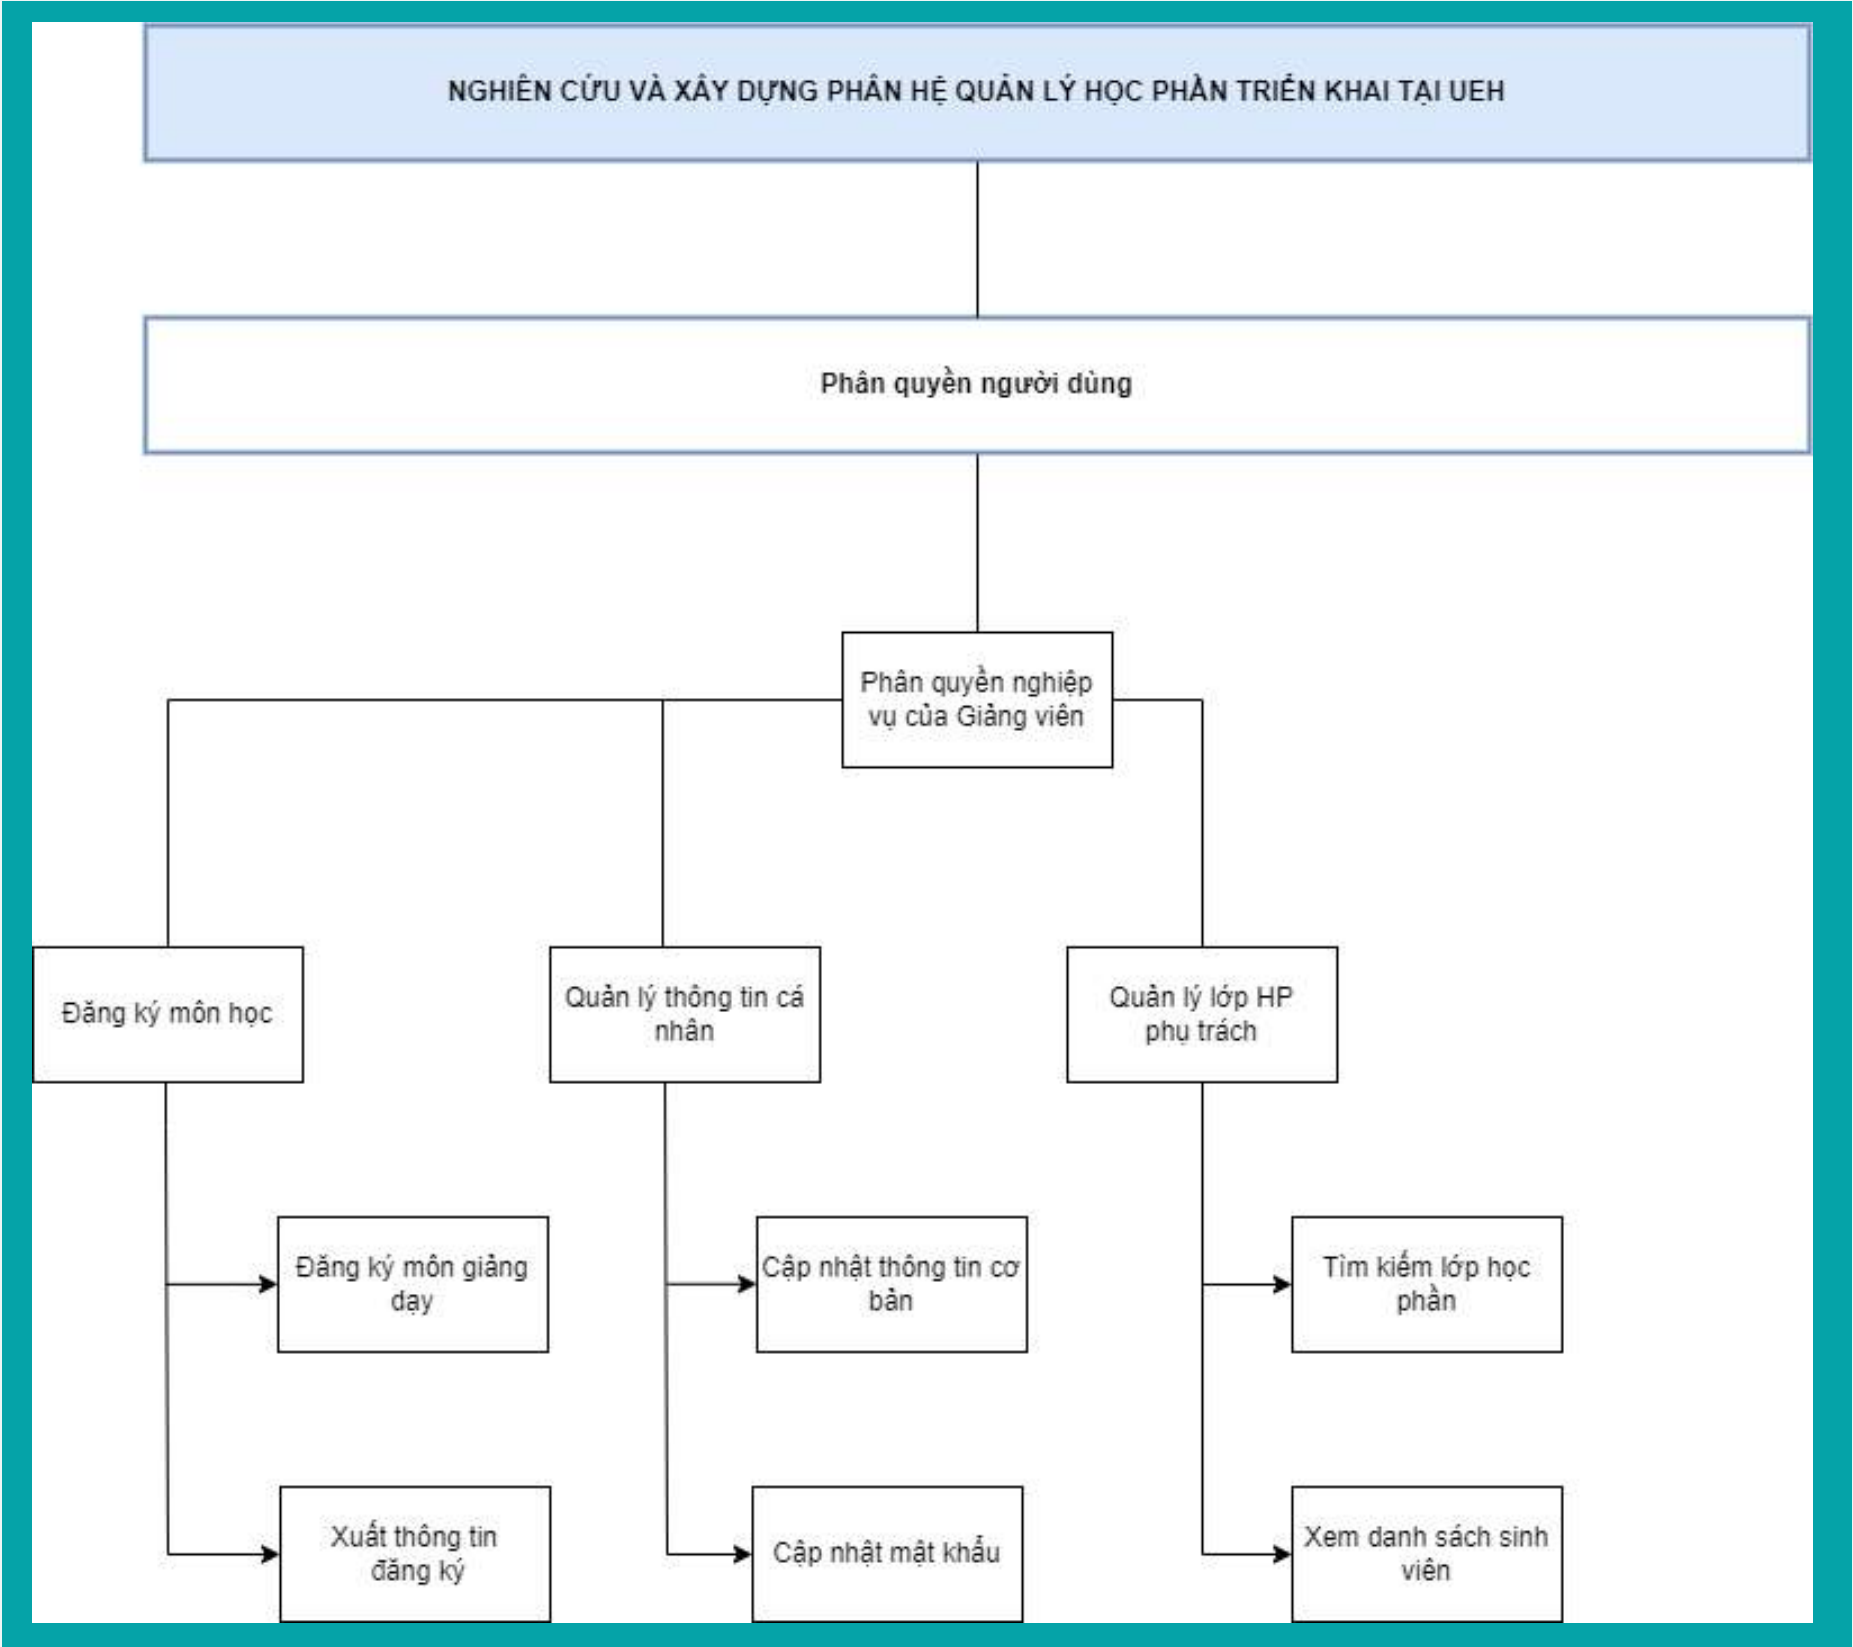 NGHIÊN CỨU VÀ XÂY DỰNG PHÂN HỆ QUẢN LÝ HỌC PHẦN TRIỂN KHAI TẠI UEH
Phân quyền người dùng
Phân quyền nghiệp
vụ của Giảng viên
Đăng ký môn học
Quản lý thông tin cá
nhân
Quản lý lớp HP
phụ trách
Đăng ký môn giảng
dạy
Cập nhật thông tin cơ
bản
Tìm kiếm lớp học
phần
Xuất thông tin
đăng ký
Cập nhật mật khẩu
Xem danh sách sinh
viên